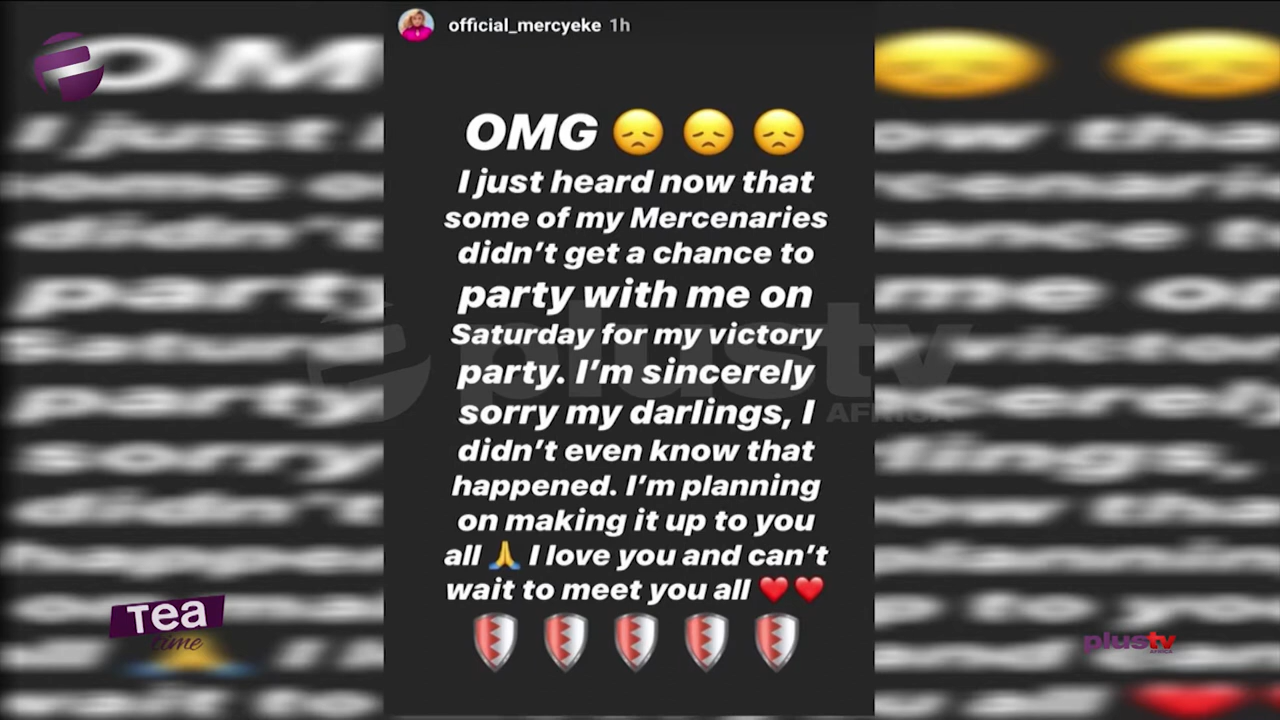 official_mercyeke 1h
OMG 😞 😞 😞
I just heard now that
some of my Mercenaries
didn't get a chance to
party with me on
Saturday for my victory
party. I'm sincerely
sorry my darlings, I
didn't even know that
happened. I'm planning
on making it up to you
all 🙏 I love you and can't
wait to meet you all ❤️❤️
plustv
AFRICA
Tea
time
plustv
AFRICA